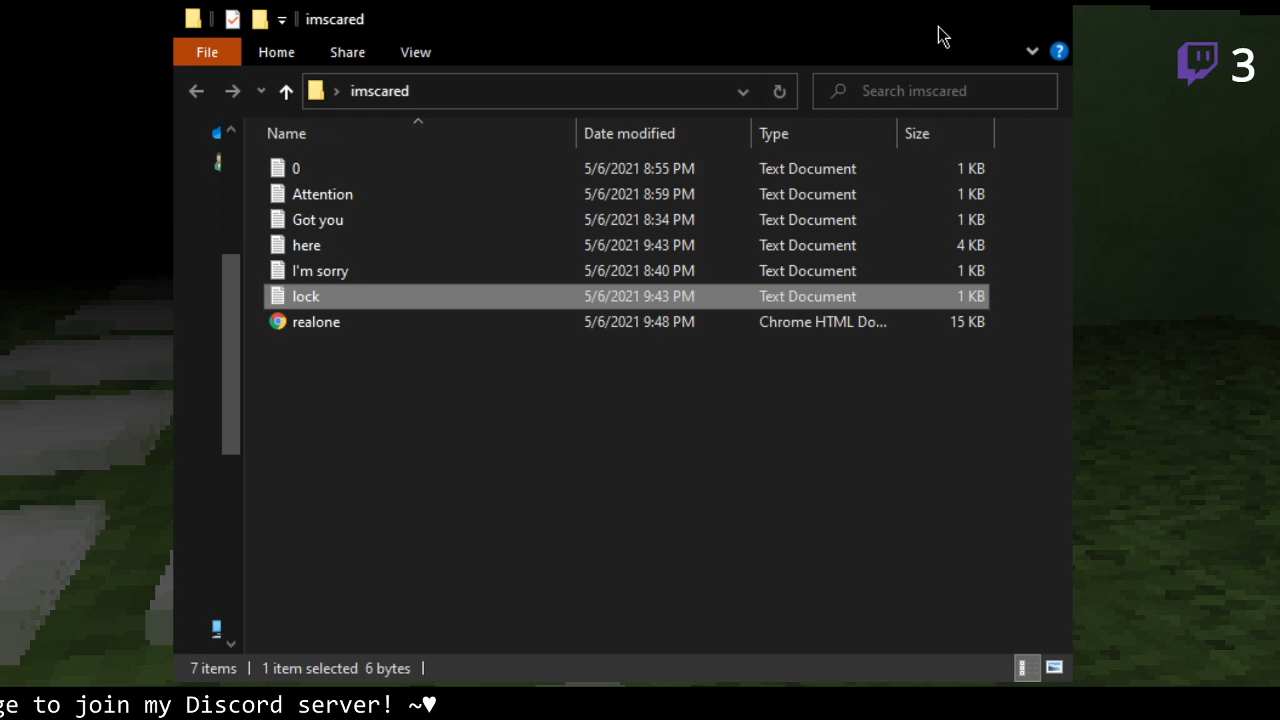 imscared
File Home Share View
imscared Search imscared
3
Name Date modified Type Size
0 5/6/2021 8:55 PM Text Document 1 KB
Attention 5/6/2021 8:59 PM Text Document 1 KB
Got you 5/6/2021 8:34 PM Text Document 1 KB
here 5/6/2021 9:43 PM Text Document 4 KB
I'm sorry 5/6/2021 8:40 PM Text Document 1 KB
lock 5/6/2021 9:43 PM Text Document 1 KB
realone 5/6/2021 9:48 PM Chrome HTML Do... 15 KB
7 items 1 item selected 6 bytes
ge to join my Discord server! ~♥